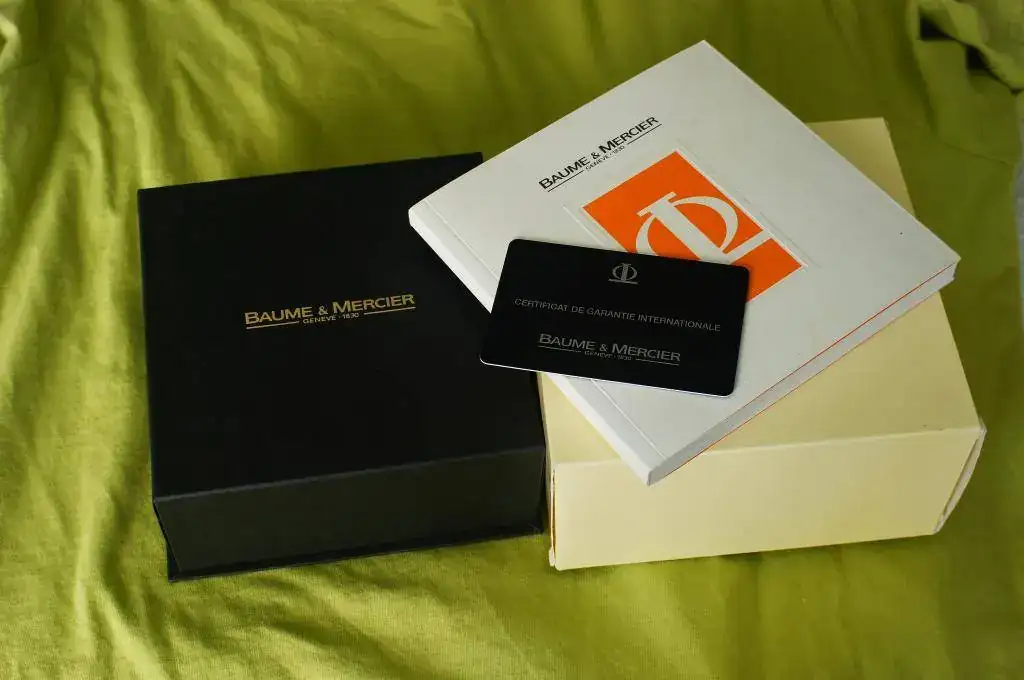 BAUME & MERCIER
GENEVE · 1830
BAUME & MERCIER
GENEVE · 1830
CERTIFICAT DE GARANTIE INTERNATIONALE
BAUME & MERCIER
GENEVE · 1830